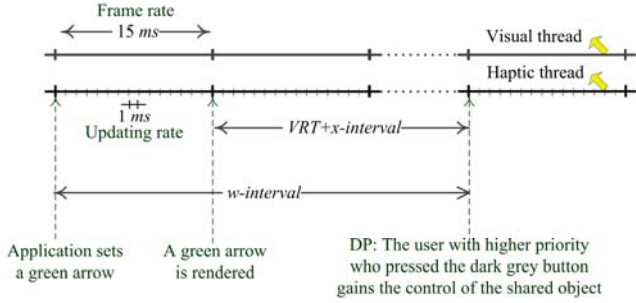 Frame rate
15 ms
Visual thread
Haptic thread
1 ms
Updating rate
VRT+x-interval
w-interval
Application sets
a green arrow
A green arrow
is rendered
DP: The user with higher priority
who pressed the dark grey button
gains the control of the shared object